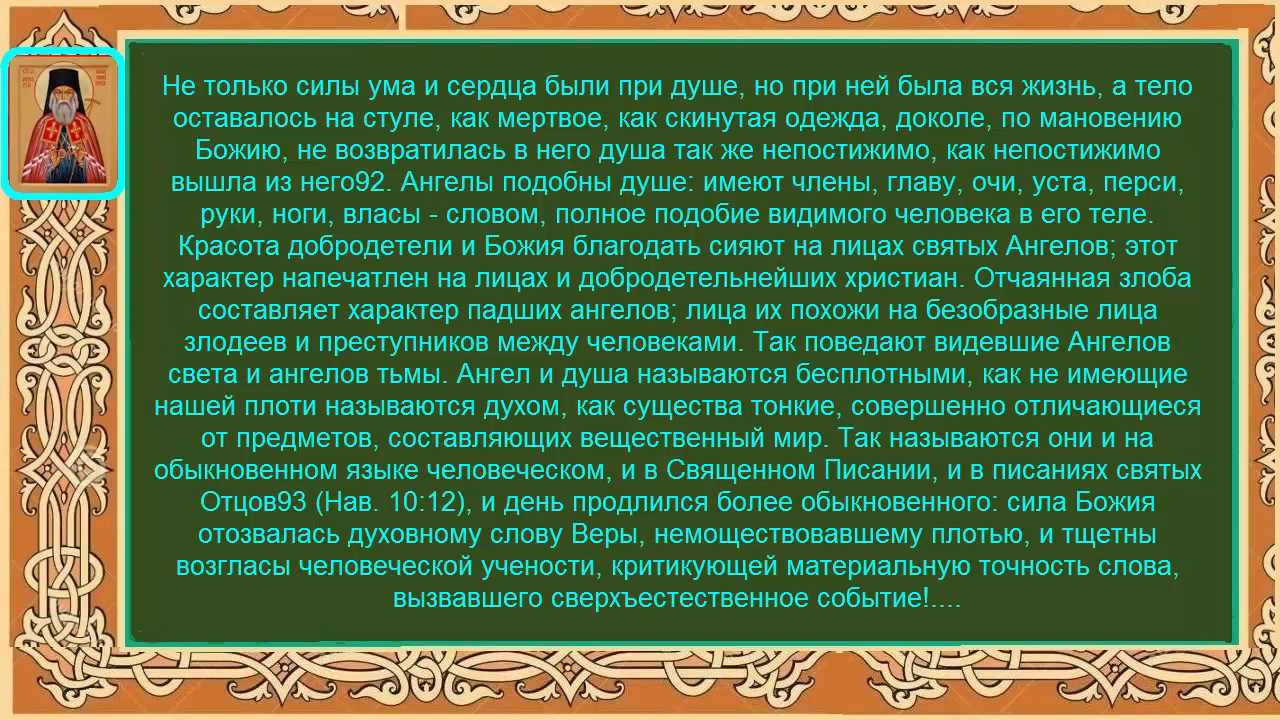 Не только силы ума и сердца были при душе, но при ней была вся жизнь, а тело
оставалось на стуле, как мертвое, как скинутая одежда, доколе, по мановению
Божию, не возвратилась в него душа так же непостижимо, как непостижимо
вышла из него92. Ангелы подобны душе: имеют члены, главу, очи, уста, перси,
руки, ноги, власы - словом, полное подобие видимого человека в его теле.
Красота добродетели и Божия благодать сияют на лицах святых Ангелов; этот
характер напечатлен на лицах и добродетельнейших христиан. Отчаянная злоба
составляет характер падших ангелов; лица их похожи на безобразные лица
злодеев и преступников между человеками. Так поведают видевшие Ангелов
света и ангелов тьмы. Ангел и душа называются бесплотными, как не имеющие
нашей плоти называются духом, как существа тонкие, совершенно отличающиеся
от предметов, составляющих вещественный мир. Так называются они и на
обыкновенном языке человеческом, и в Священном Писании, и в писаниях святых
Отцов93 (Нав. 10:12), и день продлился более обыкновенного: сила Божия
отозвалась духовному слову Веры, немоществовавшему плотью, и тщетны
возгласы человеческой учености, критикующей материальную точность слова,
вызвавшего сверхъестественное событие!....